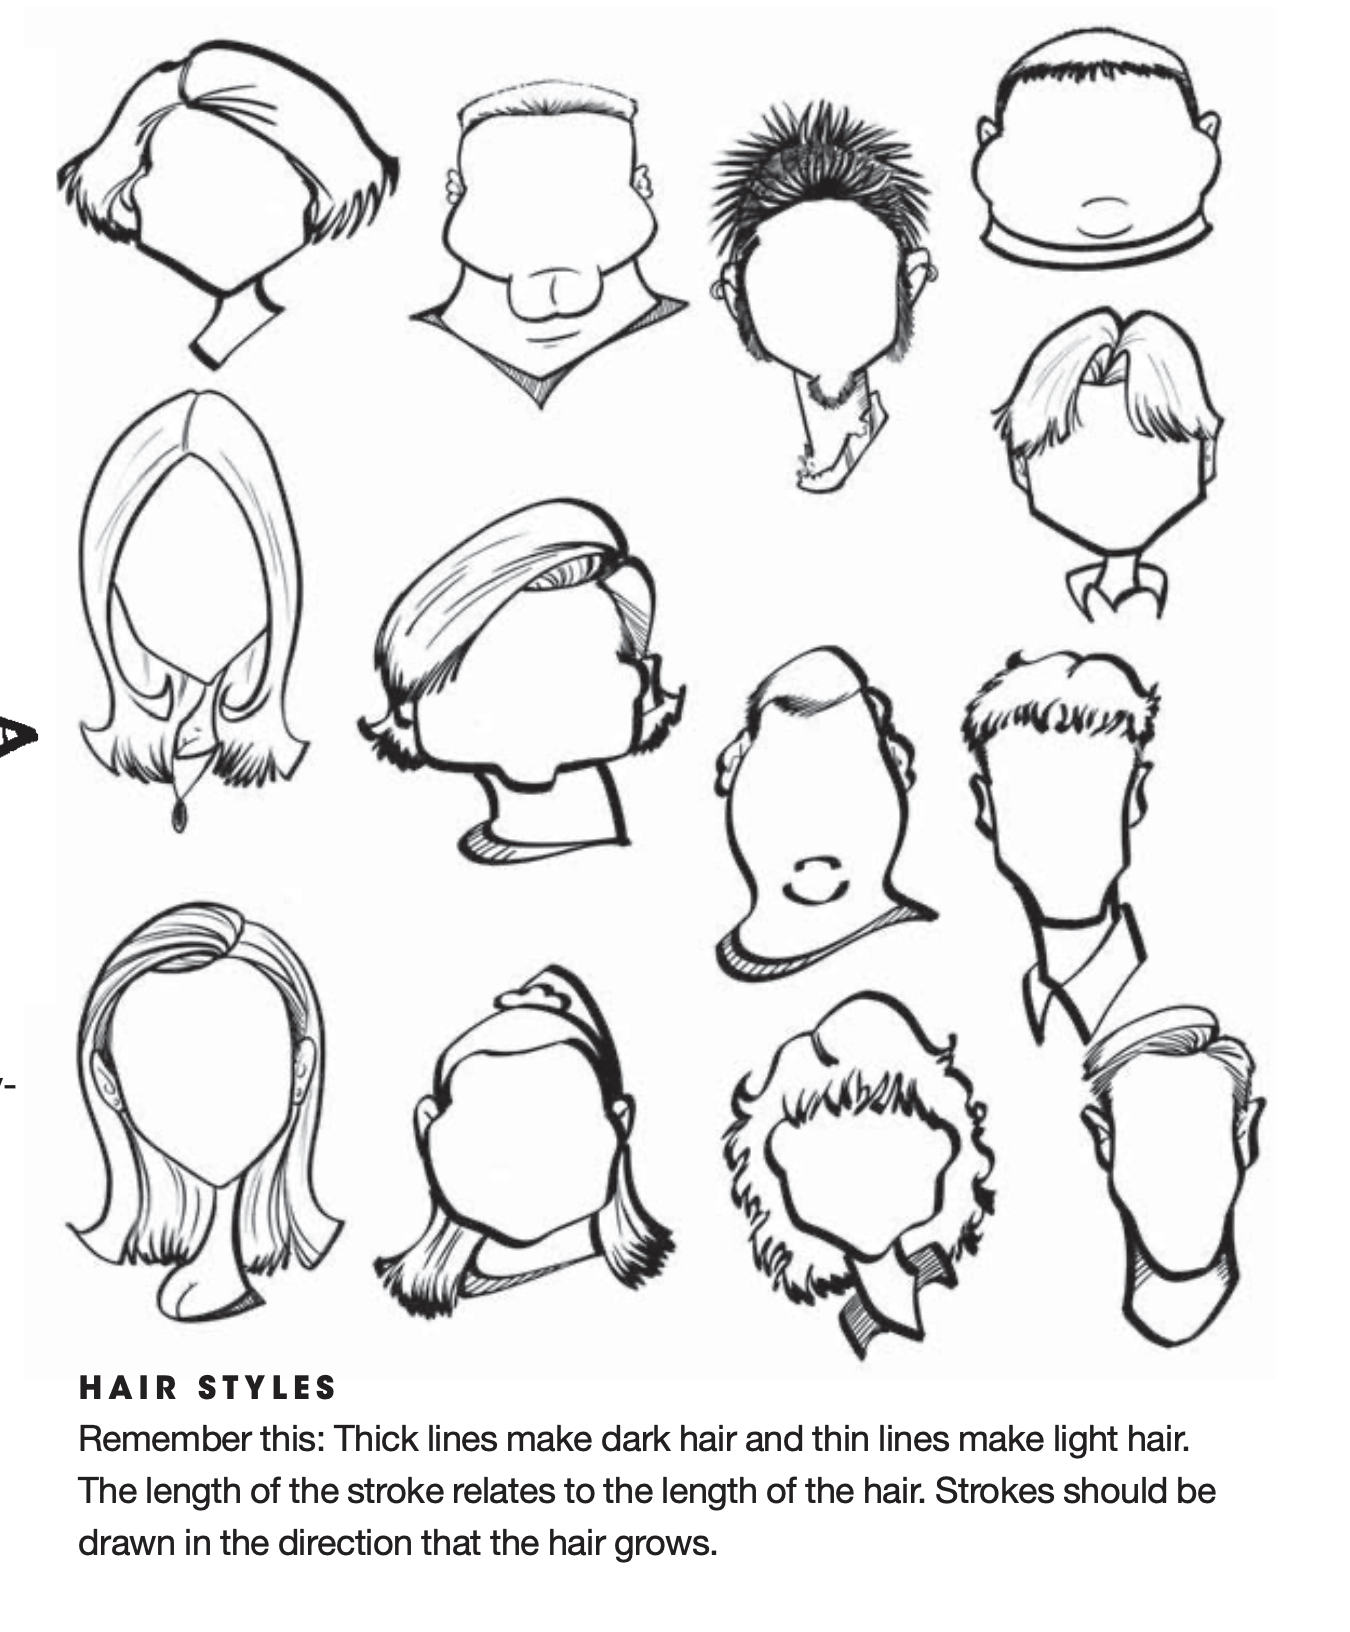 HAIR STYLES
Remember this: Thick lines make dark hair and thin lines make light hair.
The length of the stroke relates to the length of the hair. Strokes should be
drawn in the direction that the hair grows.